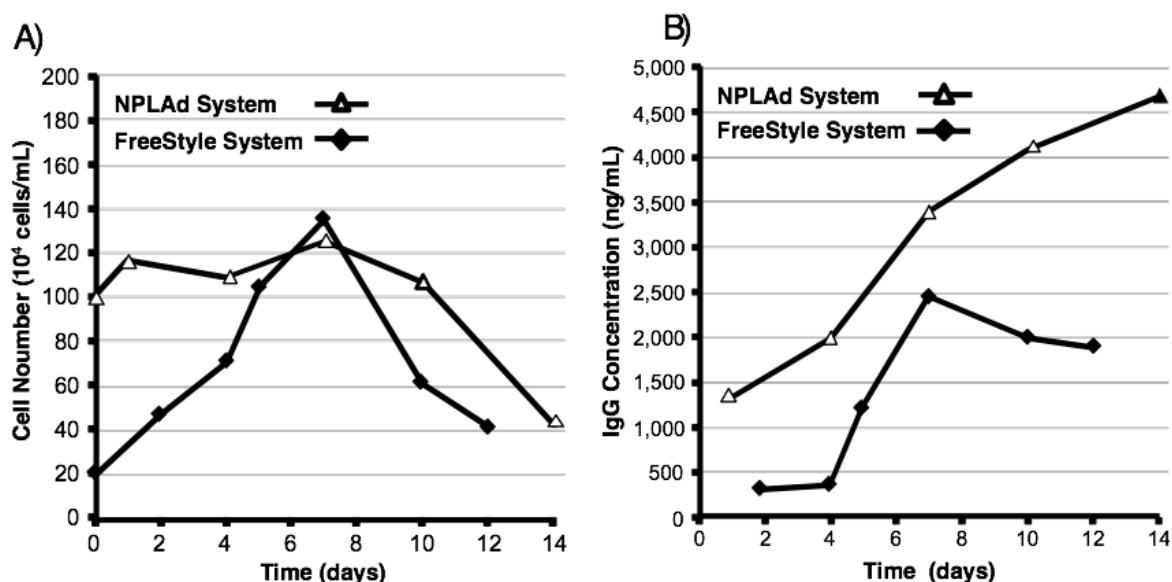 A)
200
180
160
140
120
100
80
60
40
20
0
NPLAd System
FreeStyle System
Cell Noumber (10⁴ cells/mL)
0 2 4 6 8 10 12 14
Time (days)
B)
5,000
4,500
4,000
3,500
3,000
2,500
2,000
1,500
1,000
500
0
NPLAd System
FreeStyle System
IgG Concentration (ng/mL)
2 4 6 8 10 12 14
Time (days)